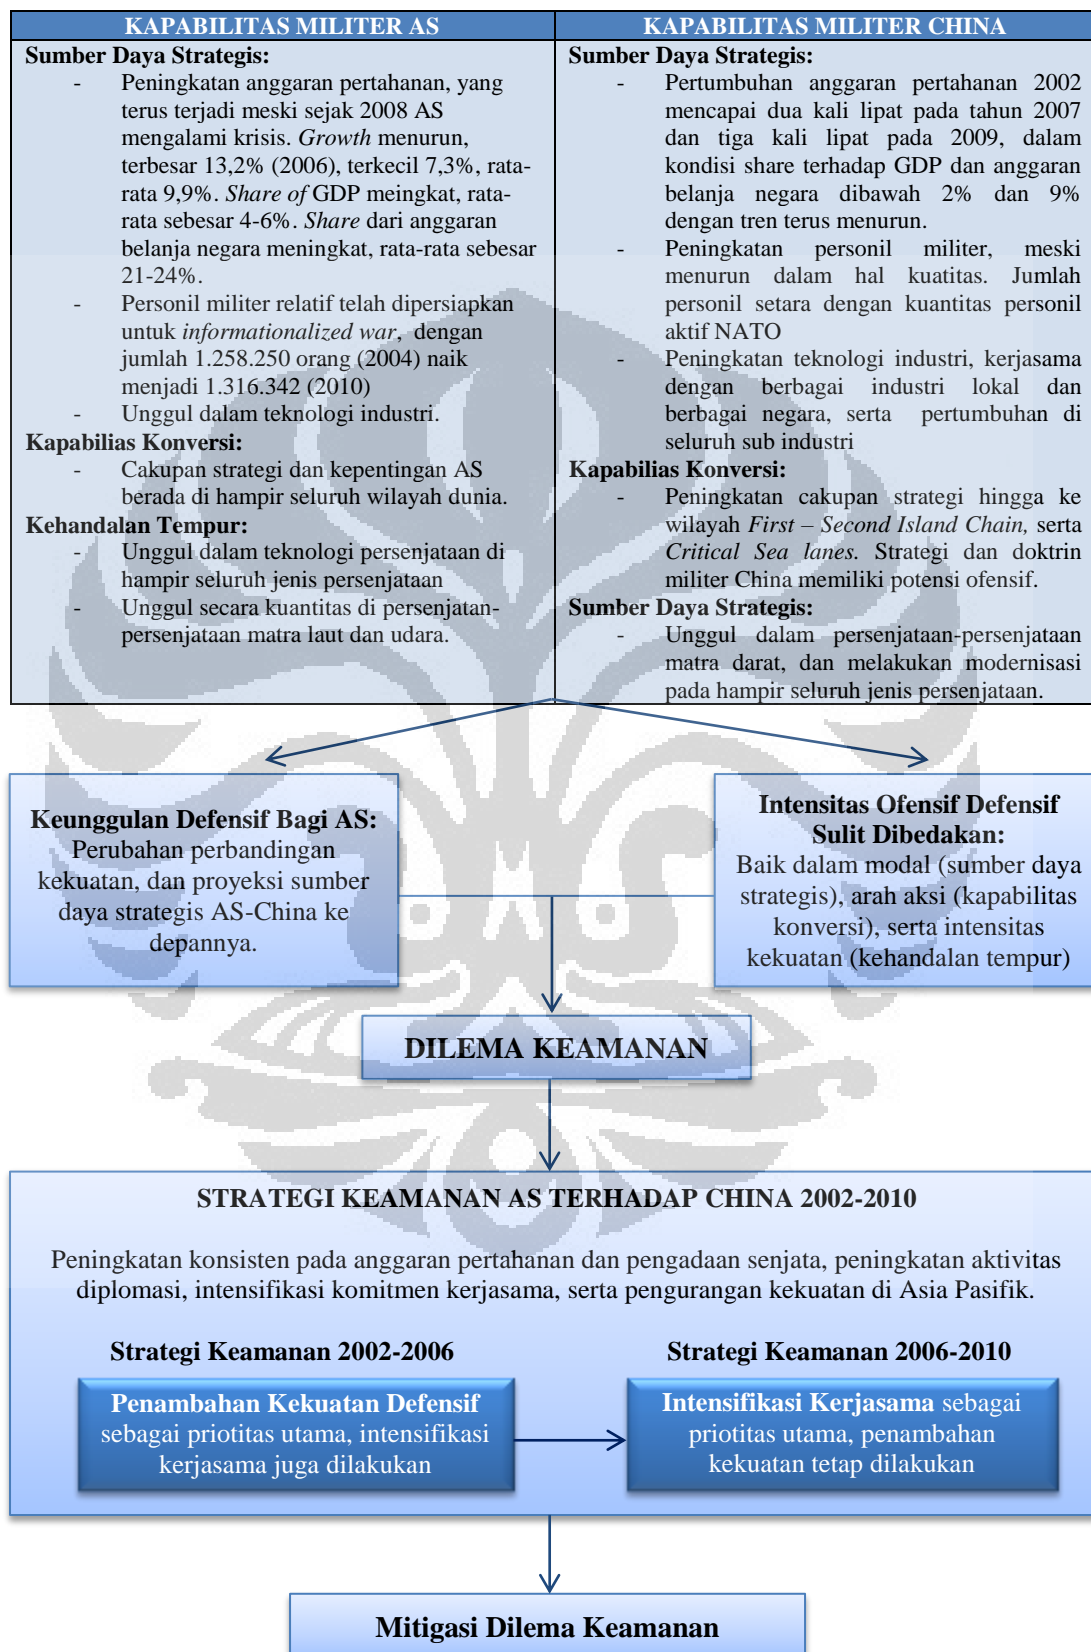 KAPABILITAS MILITER AS
Sumber Daya Strategis:
- Peningkatan anggaran pertahanan, yang
terus terjadi meski sejak 2008 AS
mengalami krisis. Growth menurun,
terbesar 13,2% (2006), terkecil 7,3%, rata-
rata 9,9%. Share of GDP meingkat, rata-
rata sebesar 4-6%. Share dari anggaran
belanja negara meningkat, rata-rata sebesar
21-24%.
- Personil militer relatif telah dipersiapkan
untuk informationalized war, dengan
jumlah 1.258.250 orang (2004) naik
menjadi 1.316.342 (2010)
- Unggul dalam teknologi industri.
Kapabilias Konversi:
- Cakupan strategi dan kepentingan AS
berada di hampir seluruh wilayah dunia.
Kehandalan Tempur:
- Unggul dalam teknologi persenjataan di
hampir seluruh jenis persenjataan
- Unggul secara kuantitas di persenjatan-
persenjataan matra laut dan udara.
KAPABILITAS MILITER CHINA
Sumber Daya Strategis:
- Pertumbuhan anggaran pertahanan 2002
mencapai dua kali lipat pada tahun 2007
dan tiga kali lipat pada 2009, dalam
kondisi share terhadap GDP dan anggaran
belanja negara dibawah 2% dan 9%
dengan tren terus menurun.
- Peningkatan personil militer, meski
menurun dalam hal kuatitas. Jumlah
personil setara dengan kuantitas personil
aktif NATO
- Peningkatan teknologi industri, kerjasama
dengan berbagai industri lokal dan
berbagai negara, serta pertumbuhan di
seluruh sub industri
Kapabilias Konversi:
- Peningkatan cakupan strategi hingga ke
wilayah First – Second Island Chain, serta
Critical Sea lanes. Strategi dan doktrin
militer China memiliki potensi ofensif.
Sumber Daya Strategis:
- Unggul dalam persenjataan-persenjataan
matra darat, dan melakukan modernisasi
pada hampir seluruh jenis persenjataan.
Keunggulan Defensif Bagi AS:
Perubahan perbandingan
kekuatan, dan proyeksi sumber
daya strategis AS-China ke
depannya.
Intensitas Ofensif Defensif
Sulit Dibedakan:
Baik dalam modal (sumber daya
strategis), arah aksi (kapabilitas
konversi), serta intensitas
kekuatan (kehandalan tempur)
DILEMA KEAMANAN
STRATEGI KEAMANAN AS TERHADAP CHINA 2002-2010
Peningkatan konsisten pada anggaran pertahanan dan pengadaan senjata, peningkatan aktivitas
diplomasi, intensifikasi komitmen kerjasama, serta pengurangan kekuatan di Asia Pasifik.
Strategi Keamanan 2002-2006
Penambahan Kekuatan Defensif
sebagai priotitas utama, intensifikasi
kerjasama juga dilakukan
Strategi Keamanan 2006-2010
Intensifikasi Kerjasama sebagai
priotitas utama, penambahan
kekuatan tetap dilakukan
Mitigasi Dilema Keamanan